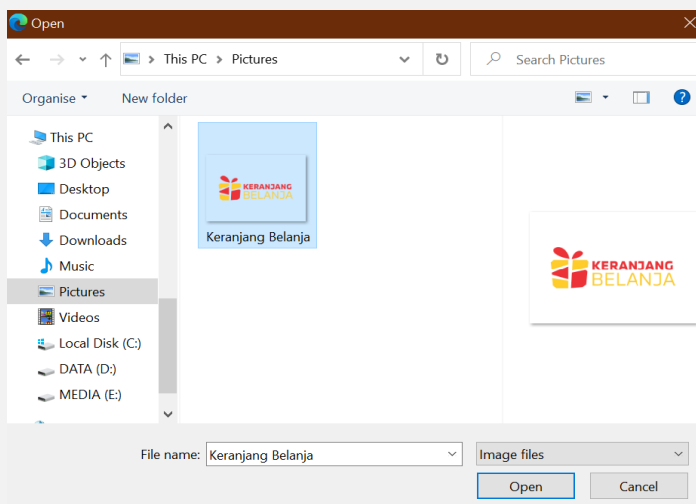 Open
This PC > Pictures
Search Pictures
Organise
New folder
?
This PC
3D Objects
Desktop
Documents
Downloads
Music
Pictures
Videos
Local Disk (C:)
DATA (D:)
MEDIA (E:)
KERANJANG
BELANJA
Keranjang Belanja
KERANJANG
BELANJA
File name: Keranjang Belanja
Image files
Open
Cancel